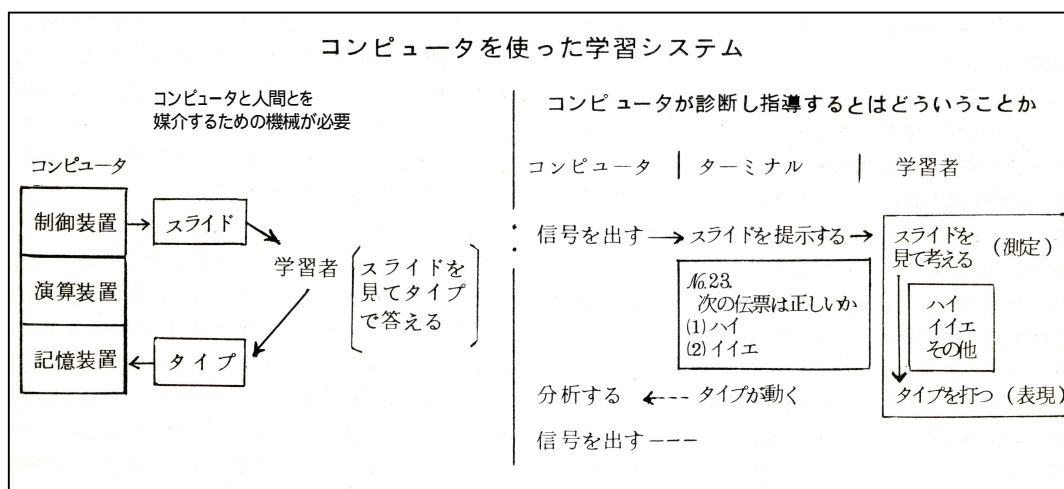 コンピュータを使った学習システム
コンピュータと人間とを
媒介するための機械が必要
コンピュータ
制御装置
スライド
演算装置
学習者
スライドを
見てタイプ
で答える
記憶装置
タイプ
コンピュータが診断し指導するとはどういうことか
コンピュータ
ターミナル
学習者
信号を出す
スライドを提示する
スライドを
見て考える
(測定)
№23.
次の伝票は正しいか
(1)ハイ
(2)イイエ
ハイ
イイエ
その他
分析する
タイプが動く
タイプを打つ(表現)
信号を出す